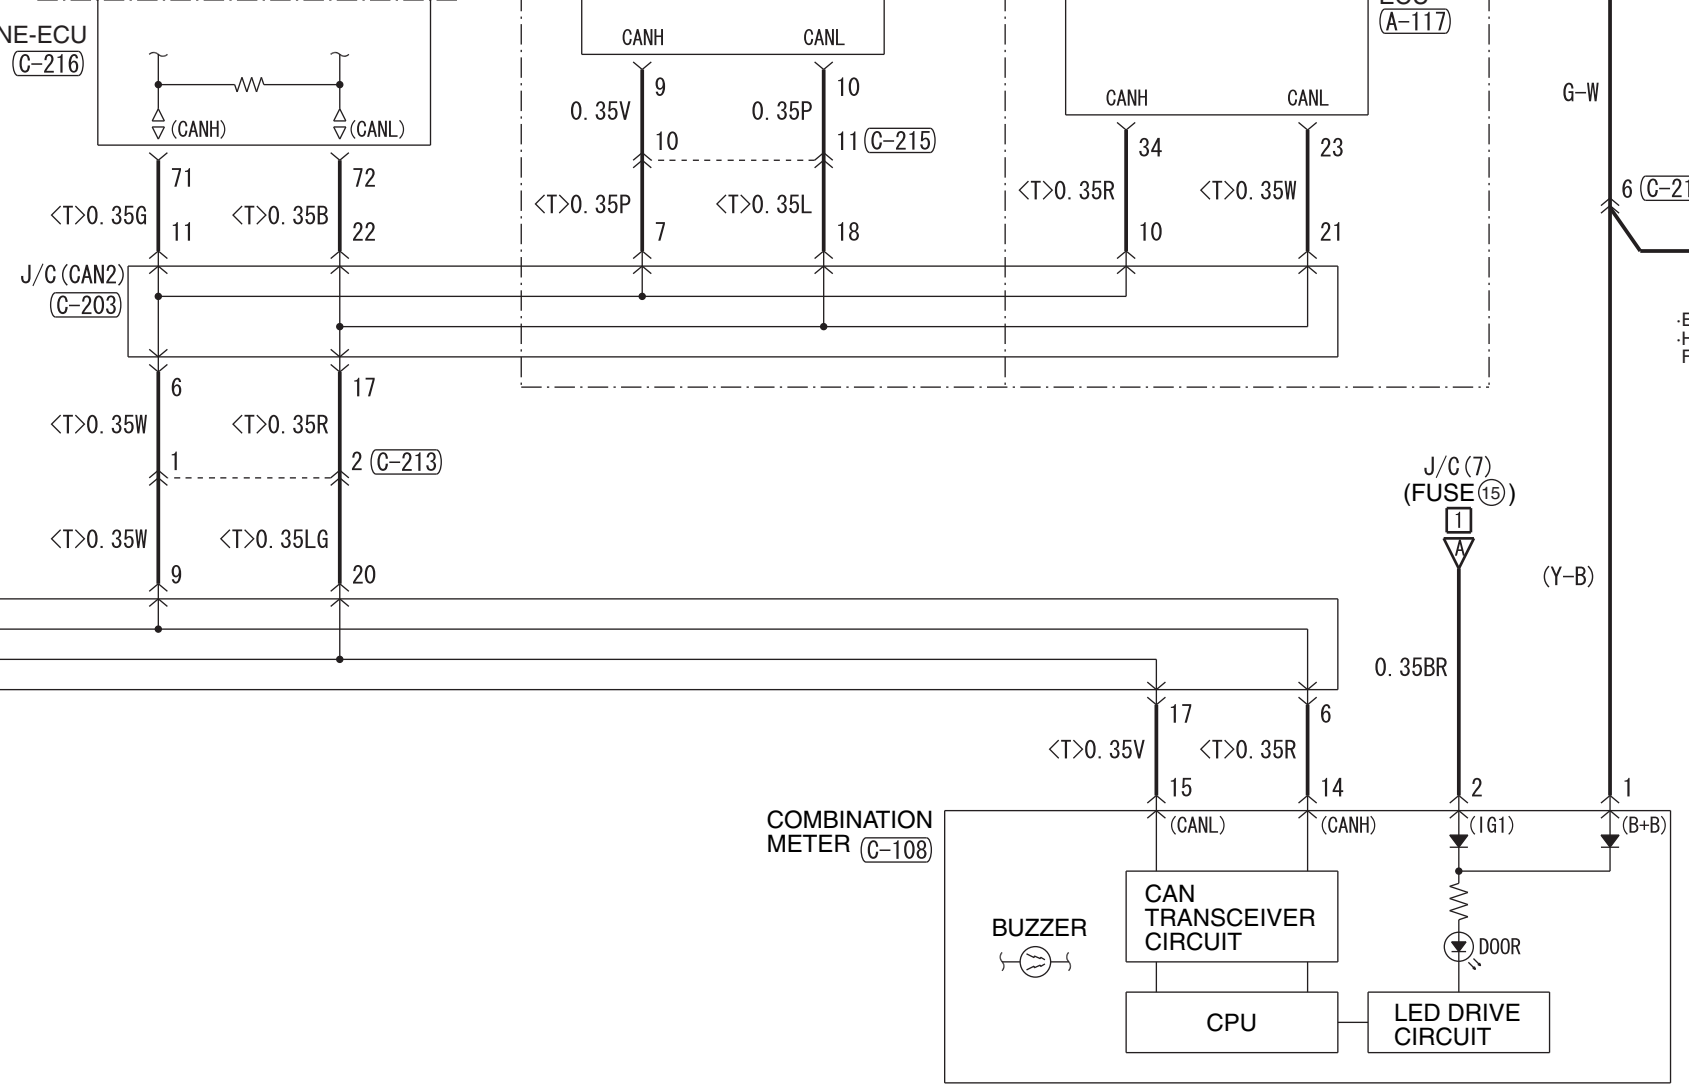 NE-ECU
C-216
(CANH)
(CANL)
71
72
<T>0.35G
<T>0.35B
11
22
CANH
CANL
9
10
0.35V
0.35P
10
11 C-215
<T>0.35P
<T>0.35L
7
18
A-117
CANH
CANL
34
23
<T>0.35R
<T>0.35W
10
21
G-W
6
J/C(CAN2)
C-203
6
17
<T>0.35W
<T>0.35R
1
2 C-213
<T>0.35W
<T>0.35LG
9
20
J/C(7)
(FUSE 15)
1
A
(Y-B)
0.35BR
17
6
<T>0.35V
<T>0.35R
15
14
2
1
COMBINATION
METER C-108
(CANL)
(CANH)
(IG1)
(B+B)
CAN
TRANSCEIVER
CIRCUIT
BUZZER
DOOR
CPU
LED DRIVE
CIRCUIT